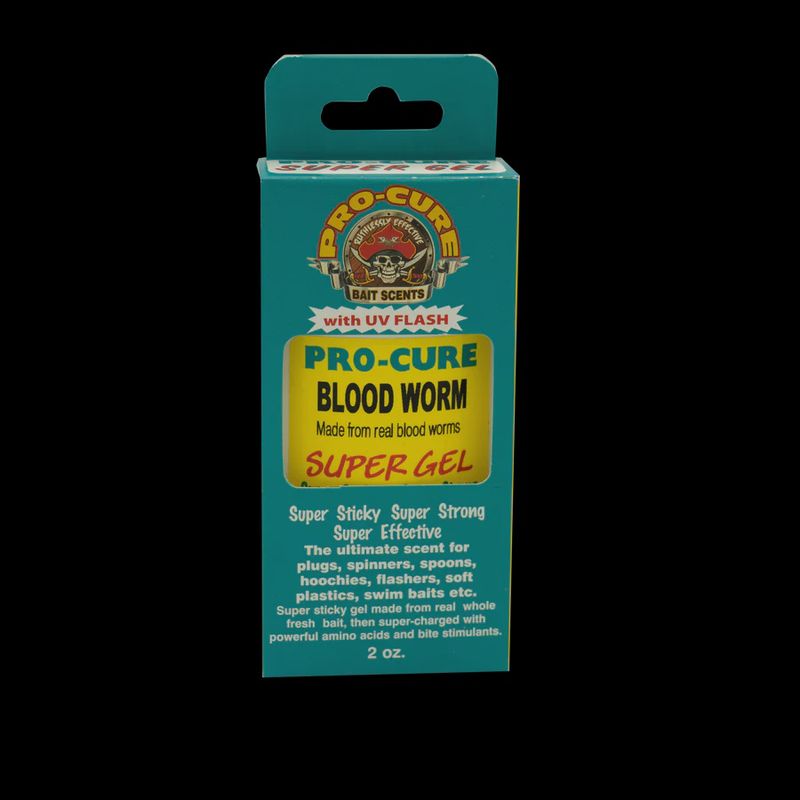 SUPER GEL
PRO-CURE
RUTHLESSLY EFFECTIVE
BAIT SCENTS
with UV FLASH
PRO-CURE
BLOOD WORM
Made from real blood worms
SUPER GEL
Super Sticky Super Strong
Super Effective
The ultimate scent for
plugs, spinners, spoons,
hoochies, flashers, soft
plastics, swim baits etc.
Super sticky gel made from real whole
fresh bait, then super-charged with
powerful amino acids and bite stimulants.
2 oz.